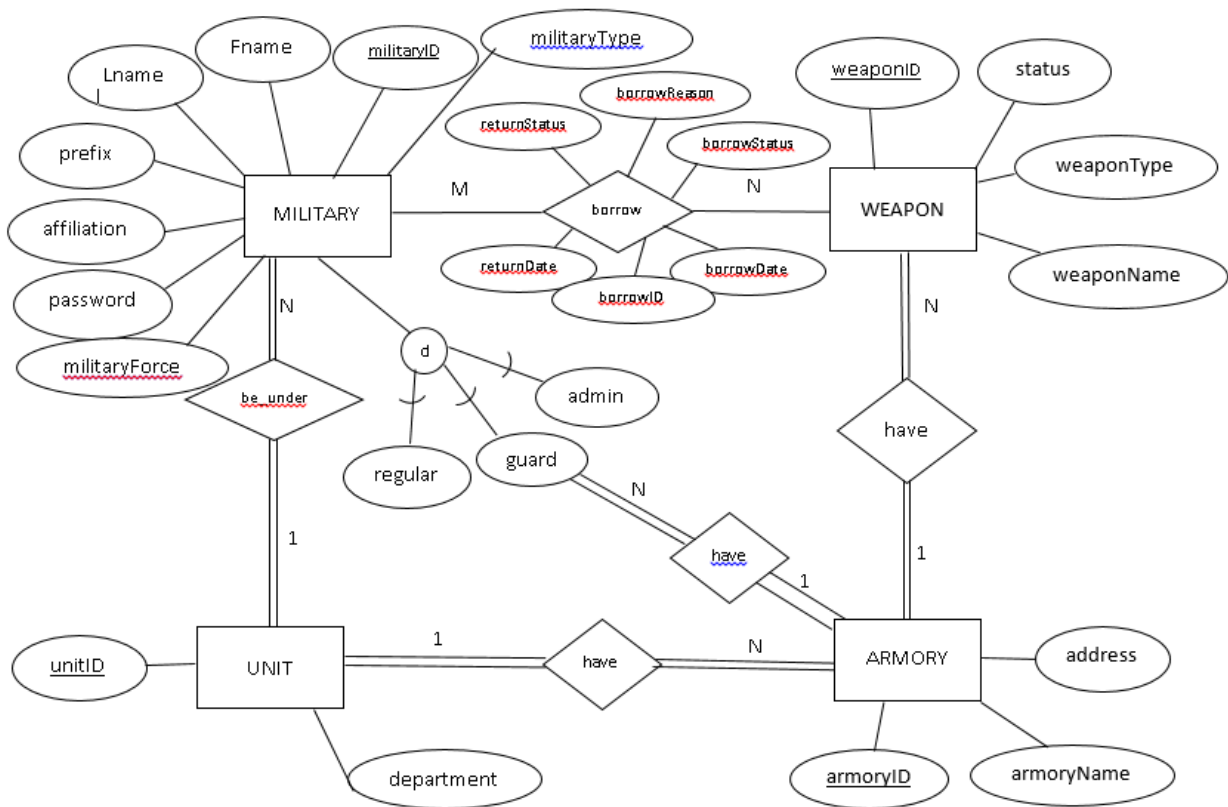 Fname
militaryID
militaryType
Lname
weaponID
status
borrowReason
returnStatus
borrowStatus
prefix
weaponType
M
N
MILITARY
borrow
WEAPON
affiliation
returnDate
borrowDate
weaponName
borrowID
password
N
N
d
militaryForce
admin
be_under
have
guard
regular
N
1
have
1
1
1
N
unitID
UNIT
have
ARMORY
address
department
armoryID
armoryName